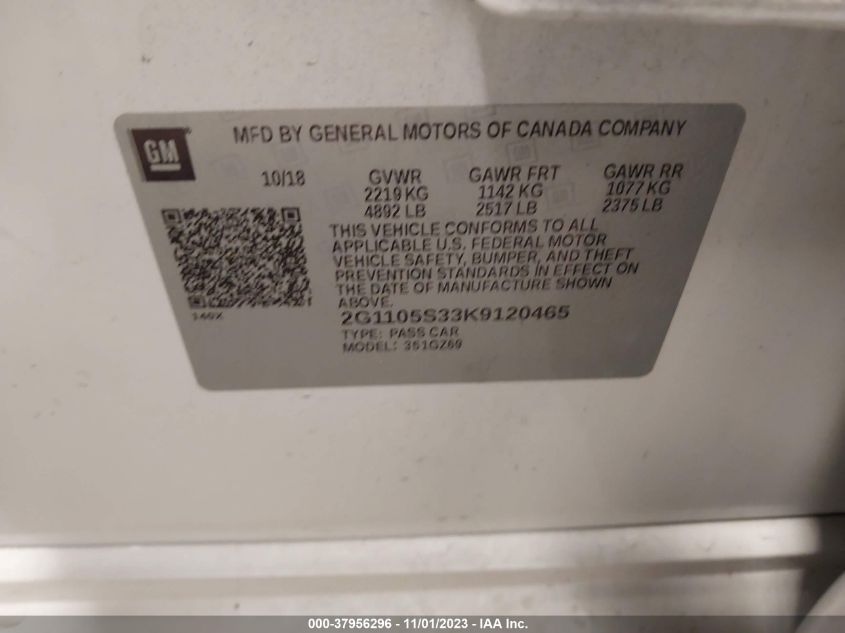 GM
MFD BY GENERAL MOTORS OF CANADA COMPANY
10/18 GVWR GAWR FRT GAWR RR
2219 KG 1142 KG 1077 KG
4892 LB 2517 LB 2375 LB
THIS VEHICLE CONFORMS TO ALL
APPLICABLE U.S. FEDERAL MOTOR
VEHICLE SAFETY, BUMPER, AND THEFT
PREVENTION STANDARDS IN EFFECT ON
THE DATE OF MANUFACTURE SHOWN
ABOVE.
2G1105S33K9120465
TYPE: PASS CAR
MODEL: 3S1GZ69
140X
000-37956296 - 11/01/2023 - IAA Inc.